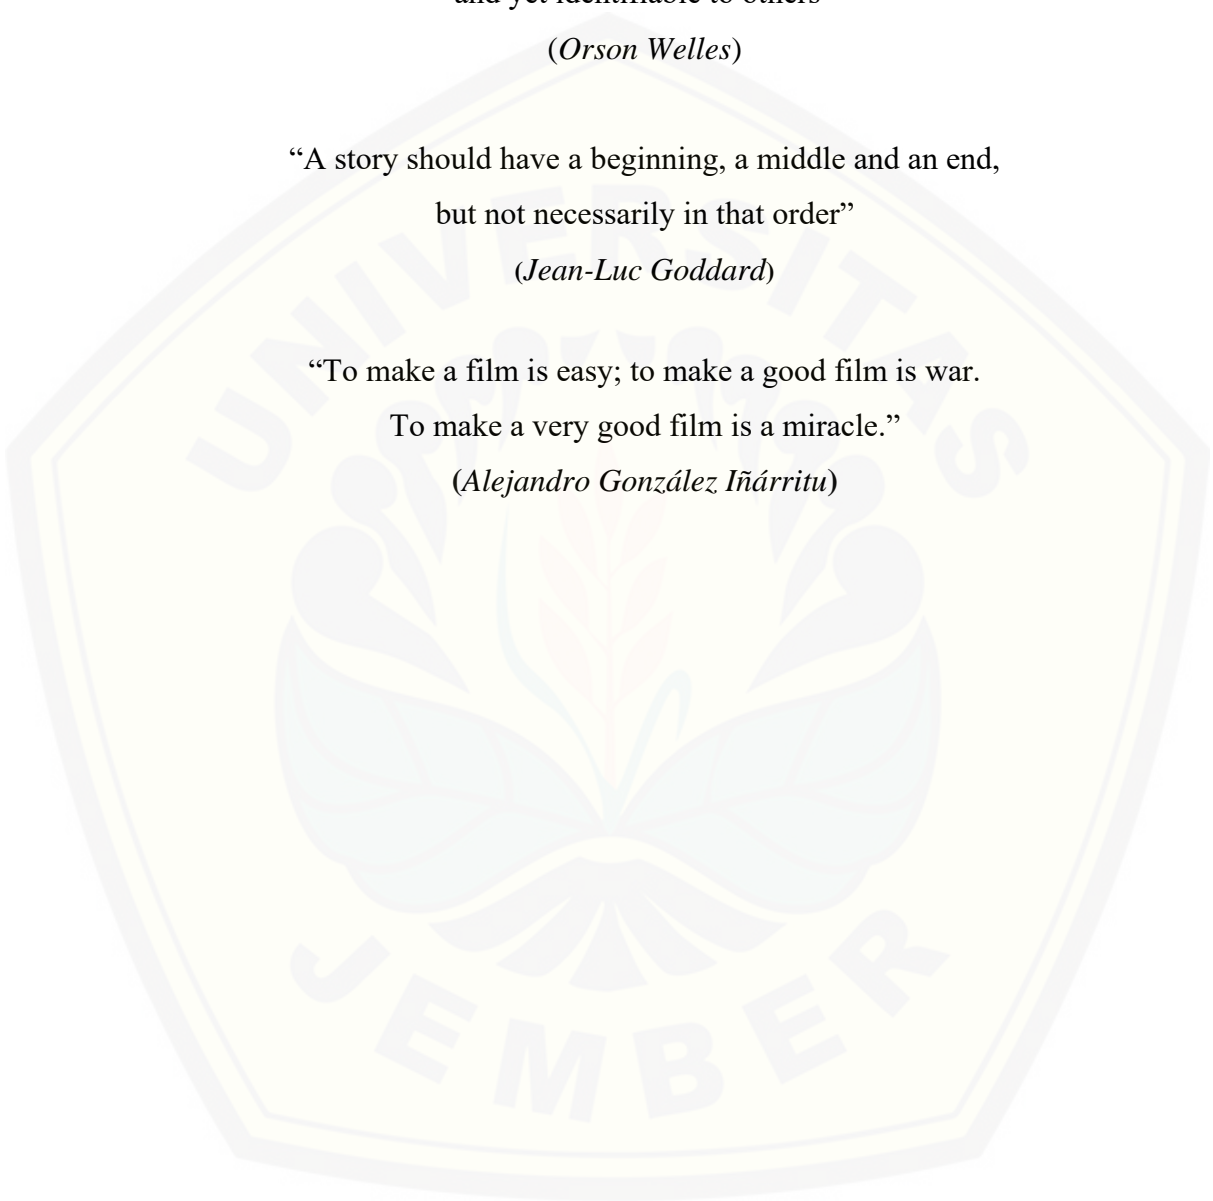 and yet identifiable to others
(Orson Welles)
“A story should have a beginning, a middle and an end,
but not necessarily in that order”
(Jean-Luc Goddard)
“To make a film is easy; to make a good film is war.
To make a very good film is a miracle.”
(Alejandro González Iñárritu)
UNIVERSITAS
JEMBER